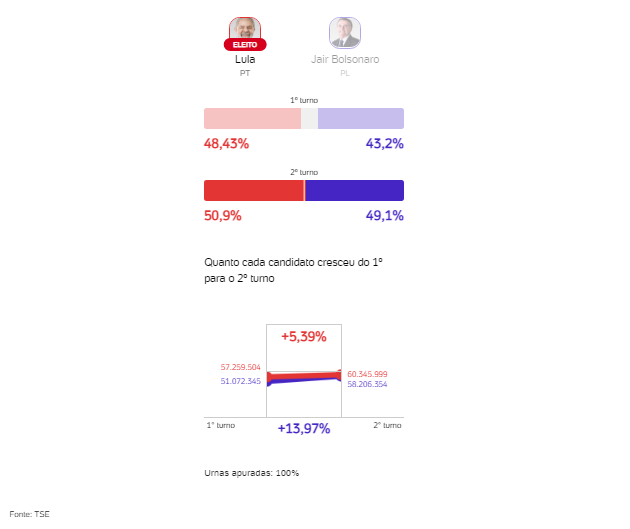 ELEITO
Lula
Jair Bolsonaro
PT
PL
1º turno
48,43%
43,2%
2º turno
50,9%
49,1%
Quanto cada candidato cresceu do 1º
para o 2º turno
+5,39%
57.259.504
60.345.999
51.072.345
58.206.354
1º turno
+13,97%
2º turno
Urnas apuradas: 100%
Fonte: TSE